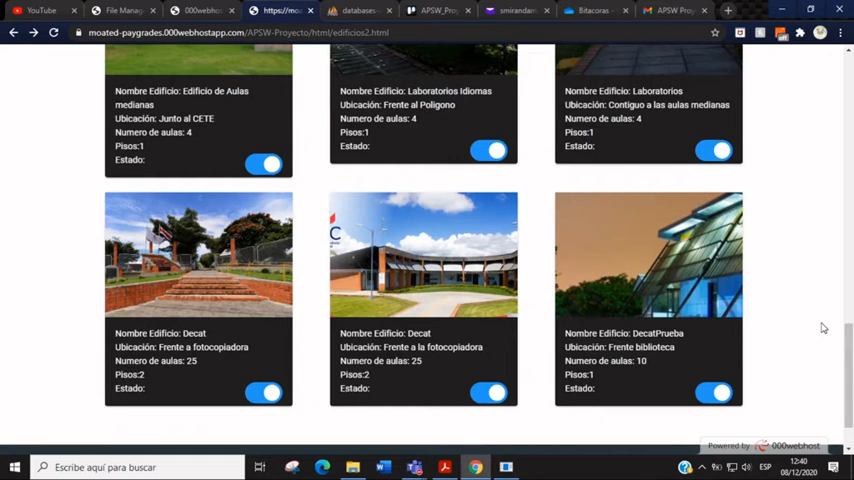 YouTube
File Manag
000webhost
https://moa
databases-
APSW_Proy
smirandam
Bitacoras -
APSW Proye
moated-paygrades.000webhostapp.com/APSW-Proyecto/html/edificios2.html
off
Nombre Edificio: Edificio de Aulas
medianas
Ubicación: Junto al CETE
Numero de aulas: 4
Pisos:1
Estado:
Nombre Edificio: Laboratorios Idiomas
Ubicación: Frente al Poligono
Numero de aulas: 4
Pisos:1
Estado:
Nombre Edificio: Laboratorios
Ubicación: Contiguo a las aulas medianas
Numero de aulas: 4
Pisos:1
Estado:
Nombre Edificio: Decat
Ubicación: Frente a fotocopiadora
Numero de aulas: 25
Pisos:2
Estado:
C
Nombre Edificio: Decat
Ubicación: Frente a la fotocopiadora
Numero de aulas: 25
Pisos:2
Estado:
Nombre Edificio: DecatPrueba
Ubicación: Frente biblioteca
Numero de aulas: 10
Pisos:1
Estado:
Powered by 000webhost
Escribe aquí para buscar
ESP
12:40
08/12/2020